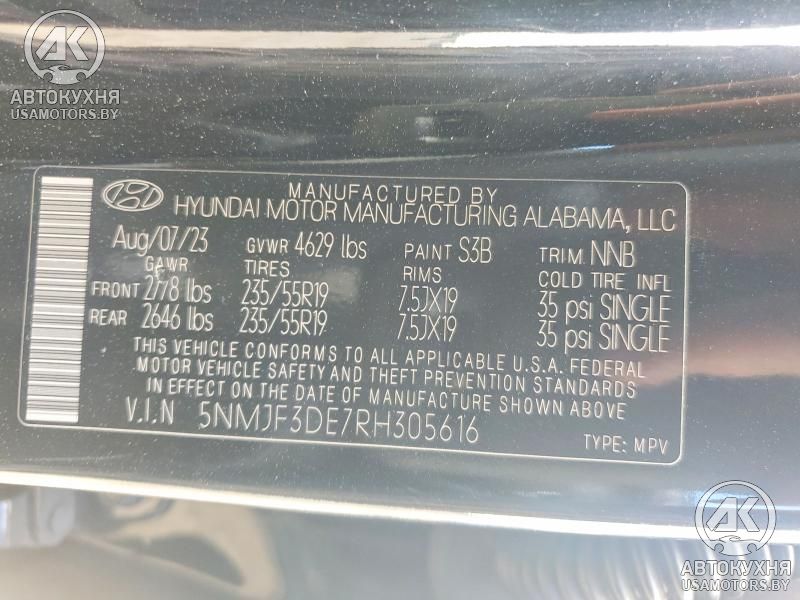 AK
АВТОКУХНЯ
USAMOTORS.BY
MANUFACTURED BY
HYUNDAI MOTOR MANUFACTURING ALABAMA, LLC
Aug/07/23 GVWR 4629 lbs PAINT S3B TRIM NNB
GAWR TIRES RIMS COLD TIRE INFL
FRONT 2778 lbs 235/55R19 7.5JX19 35 psi SINGLE
REAR 2646 lbs 235/55R19 7.5JX19 35 psi SINGLE
THIS VEHICLE CONFORMS TO ALL APPLICABLE U.S.A. FEDERAL
MOTOR VEHICLE SAFETY AND THEFT PREVENTION STANDARDS
IN EFFECT ON THE DATE OF MANUFACTURE SHOWN ABOVE
V.I.N 5NMJF3DE7RH305616
TYPE: MPV
AK
АВТОКУХНЯ
USAMOTORS.BY